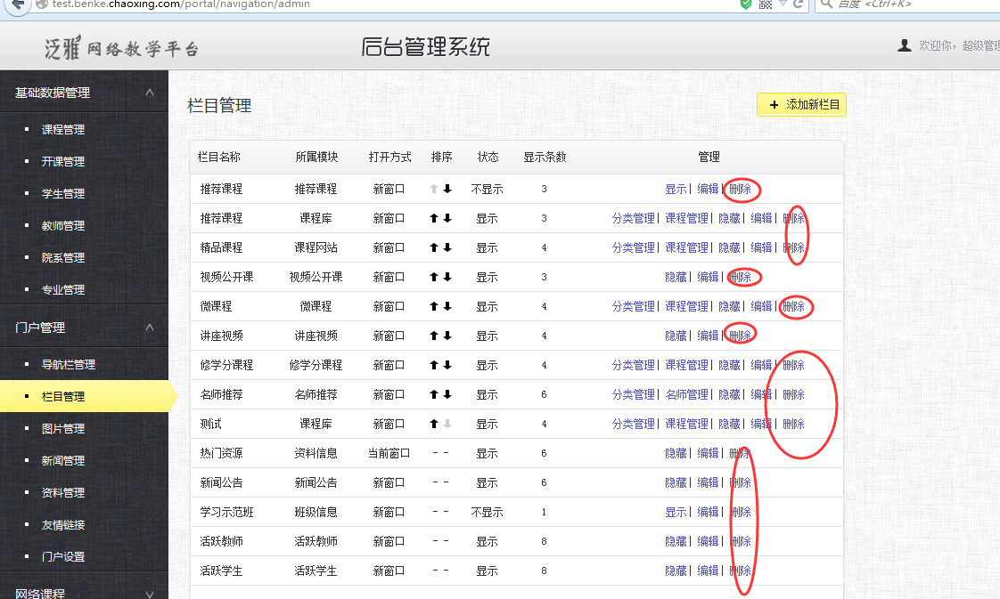 test.benke.chaoxing.com/portal/navigation/admin
百度 <Ctrl+K>
泛雅 网络教学平台
后台管理系统
欢迎你，超级管理
基础数据管理
课程管理
开课管理
学生管理
教师管理
院系管理
专业管理
门户管理
导航栏管理
栏目管理
图片管理
新闻管理
资料管理
友情链接
门户设置
网络课程
栏目管理
+ 添加新栏目
栏目名称 所属模块 打开方式 排序 状态 显示条数 管理
推荐课程 推荐课程 新窗口 不显示 3 显示| 编辑| 删除
推荐课程 课程库 新窗口 显示 3 分类管理| 课程管理| 隐藏| 编辑| 删除
精品课程 课程网站 新窗口 显示 4 分类管理| 课程管理| 隐藏| 编辑| 删除
视频公开课 视频公开课 新窗口 显示 3 隐藏| 编辑| 删除
微课程 微课程 新窗口 显示 4 分类管理| 课程管理| 隐藏| 编辑| 删除
讲座视频 讲座视频 新窗口 显示 4 隐藏| 编辑| 删除
修学分课程 修学分课程 新窗口 显示 4 分类管理| 课程管理| 隐藏| 编辑| 删除
名师推荐 名师推荐 新窗口 显示 6 分类管理| 名师管理| 隐藏| 编辑| 删除
测试 课程库 新窗口 显示 4 分类管理| 课程管理| 隐藏| 编辑| 删除
热门资源 资料信息 当前窗口 - - 显示 6 隐藏| 编辑| 删除
新闻公告 新闻公告 新窗口 - - 显示 6 隐藏| 编辑| 删除
学习示范班 班级信息 新窗口 - - 不显示 1 显示| 编辑| 删除
活跃教师 活跃教师 新窗口 - - 显示 8 隐藏| 编辑| 删除
活跃学生 活跃学生 新窗口 - - 显示 8 隐藏| 编辑| 删除